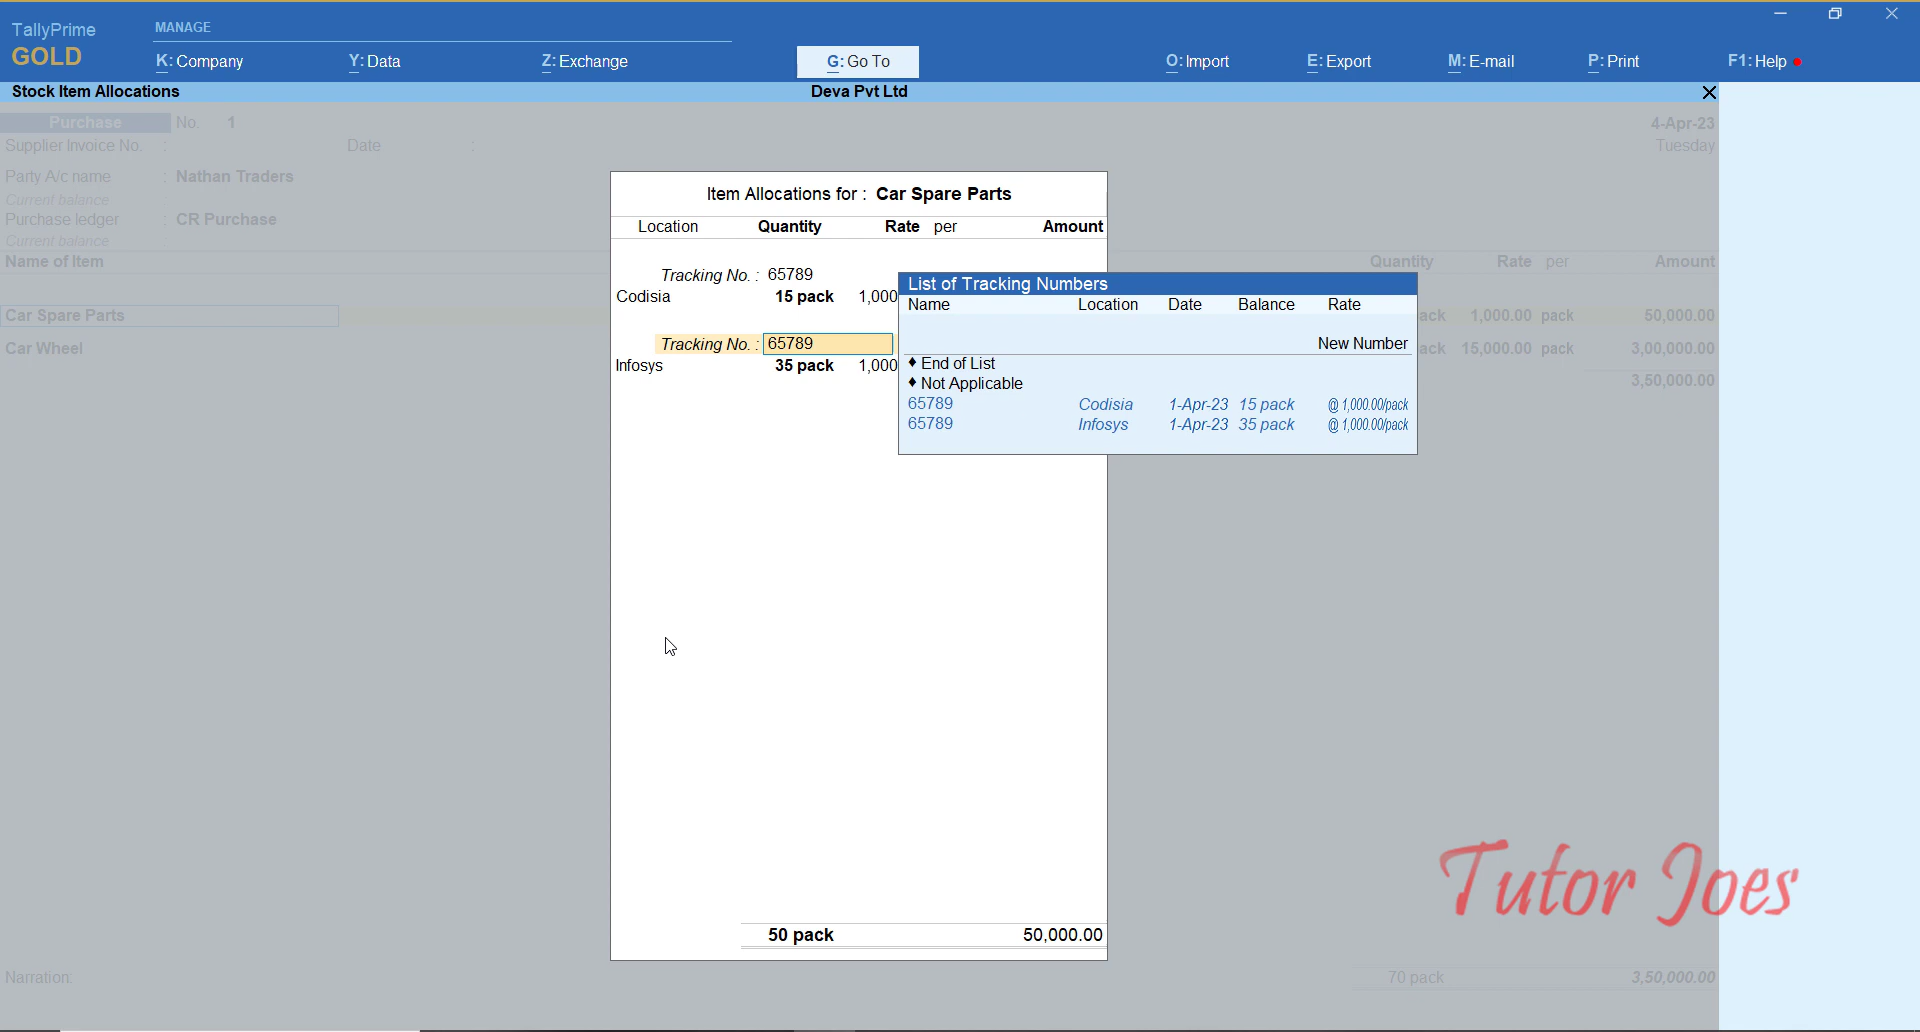 TallyPrime
GOLD
MANAGE
K: Company
Y: Data
Z: Exchange
G: Go To
O: Import
E: Export
M: E-mail
P: Print
F1: Help
Stock Item Allocations
Deva Pvt Ltd
Purchase No. 1
4-Apr-23
Supplier Invoice No. : Date :
Tuesday
Party A/c name : Nathan Traders
Current balance
Purchase ledger : CR Purchase
Current balance
Name of Item
Quantity Rate per Amount
Car Spare Parts
ack 1,000.00 pack 50,000.00
Car Wheel
ack 15,000.00 pack 3,00,000.00
3,50,000.00
Item Allocations for : Car Spare Parts
Location Quantity Rate per Amount
Tracking No. : 65789
Codisia 15 pack 1,000
Tracking No. : 65789
Infosys 35 pack 1,000
List of Tracking Numbers
Name Location Date Balance Rate
New Number
♦ End of List
♦ Not Applicable
65789 Codisia 1-Apr-23 15 pack @ 1,000.00/pack
65789 Infosys 1-Apr-23 35 pack @ 1,000.00/pack
50 pack 50,000.00
Tutor Joes
Narration:
70 pack 3,50,000.00